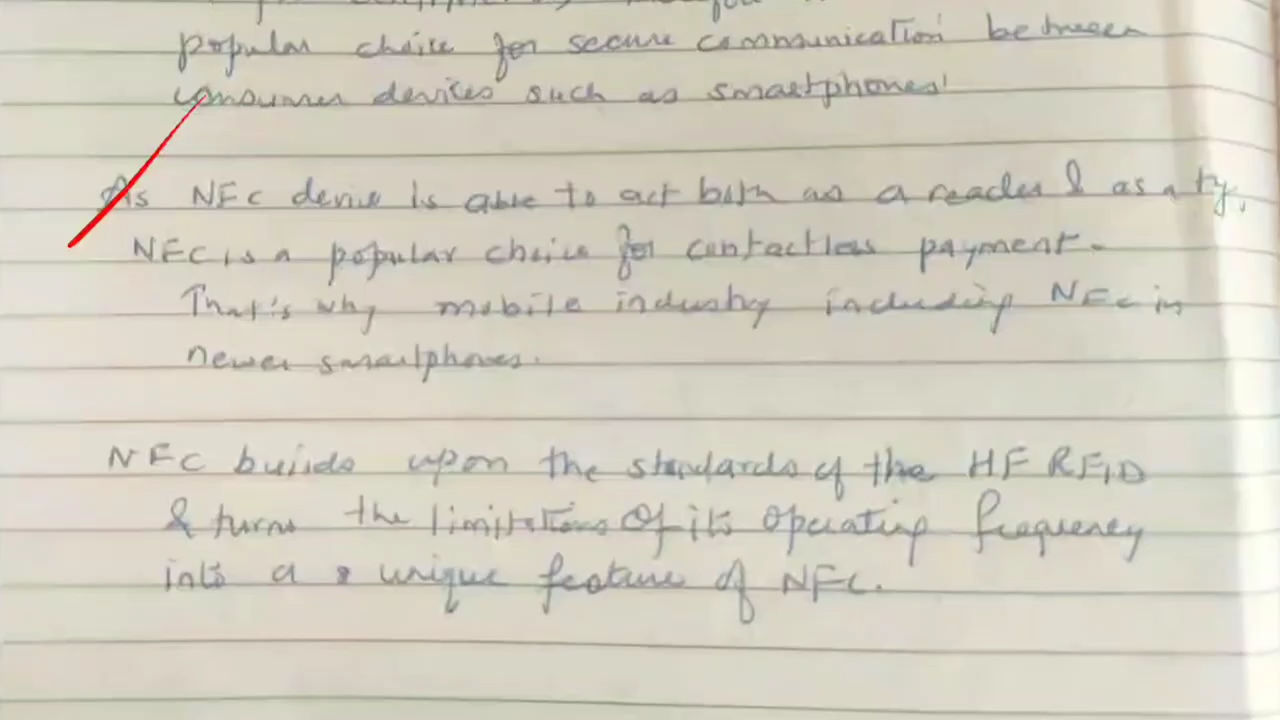 popular choice for secure communication between
consumer devices such as smartphones'
As NFC device is able to act both as a reader & as a
NFC is a popular choice for contactless payment.
That's why mobile industry including NFC in
newer smartphones.
NFC builds upon the standards of the HF RFID
& turns the limitations of its operating frequency
into a unique feature of NFC.